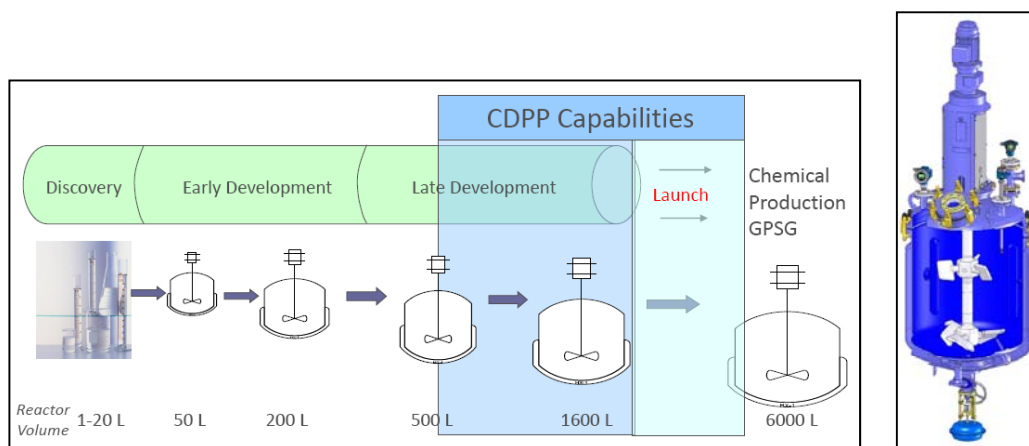 CDPP Capabilities
Discovery
Early Development
Late Development
Launch
Chemical
Production
GPSG
Reactor
Volume
1-20 L
50 L
200 L
500 L
1600 L
6000 L